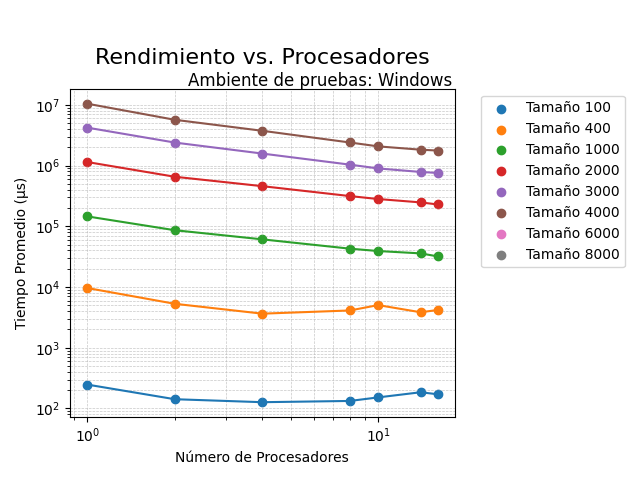 Rendimiento vs. Procesadores
Ambiente de pruebas: Windows
Tiempo Promedio (µs)
10⁷
10⁶
10⁵
10⁴
10³
10²
10⁰
10¹
Número de Procesadores
Tamaño 100
Tamaño 400
Tamaño 1000
Tamaño 2000
Tamaño 3000
Tamaño 4000
Tamaño 6000
Tamaño 8000